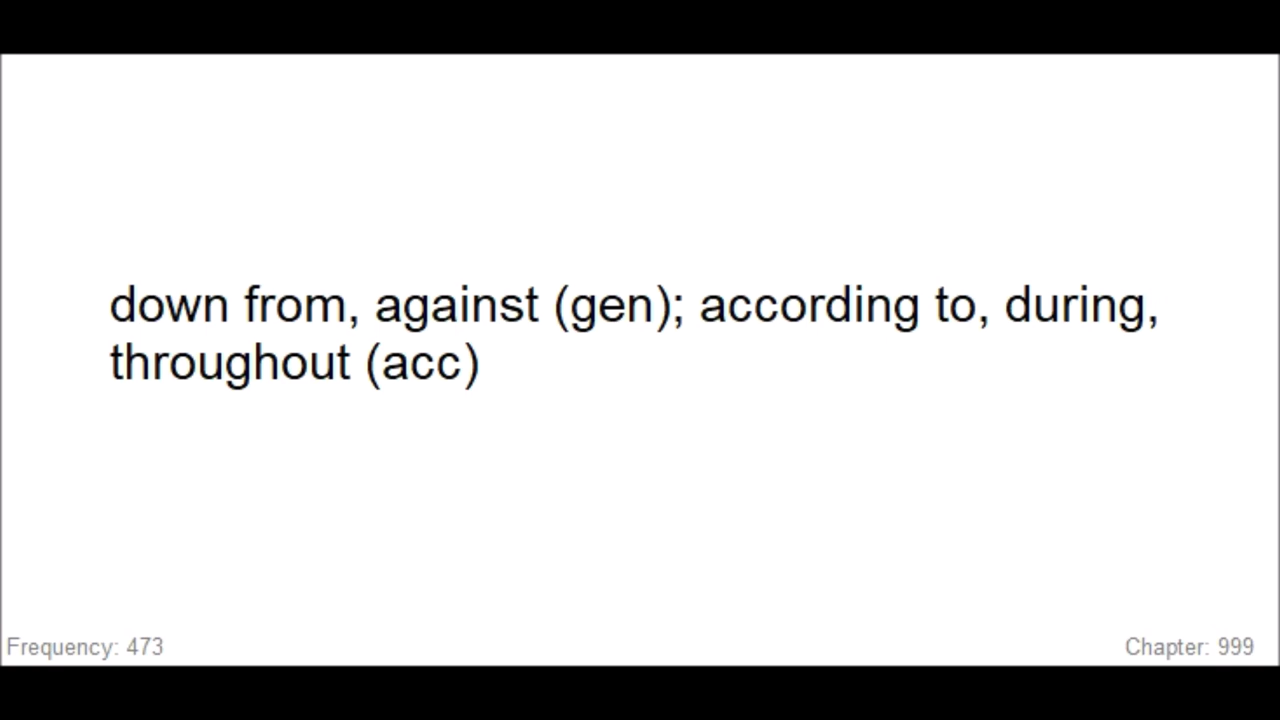 down from, against (gen); according to, during,
throughout (acc)
Frequency: 473
Chapter: 999